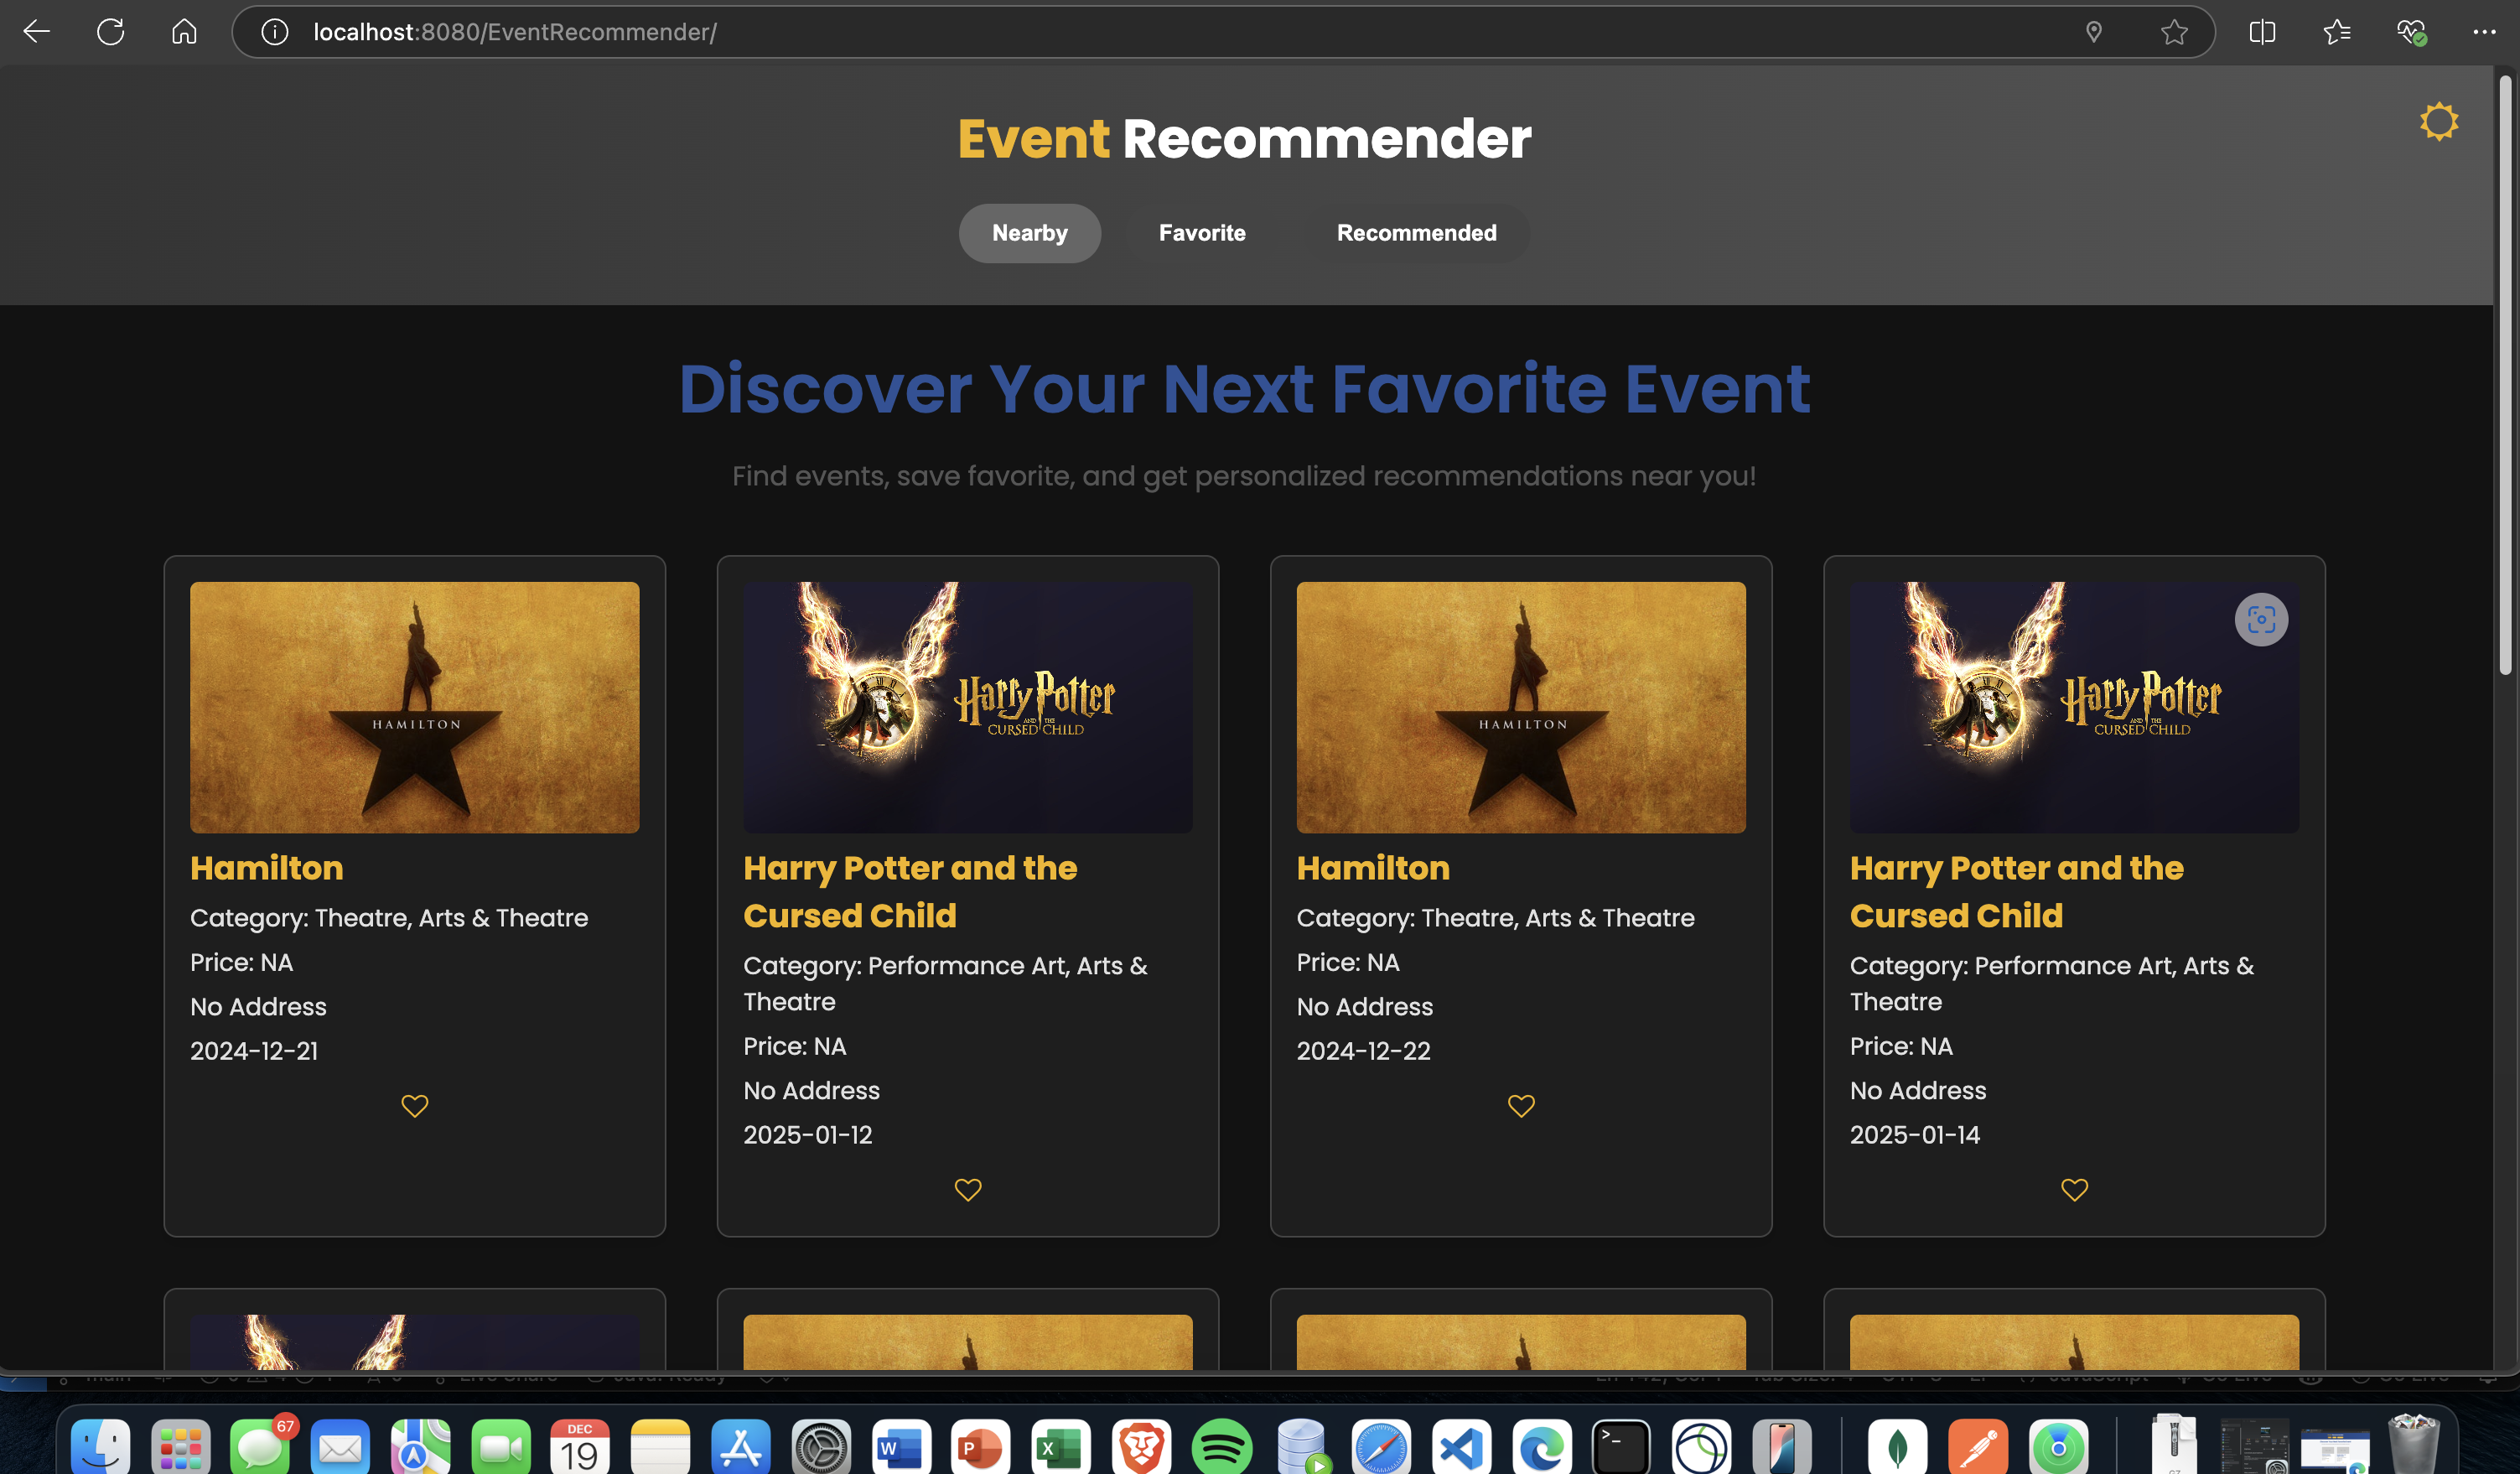 localhost:8080/EventRecommender/
Event Recommender
Nearby
Favorite
Recommended
Discover Your Next Favorite Event
Find events, save favorite, and get personalized recommendations near you!
HAMILTON
Hamilton
Category: Theatre, Arts & Theatre
Price: NA
No Address
2024-12-21
Harry Potter
AND THE
CURSED CHILD
Harry Potter and the
Cursed Child
Category: Performance Art, Arts &
Theatre
Price: NA
No Address
2025-01-12
HAMILTON
Hamilton
Category: Theatre, Arts & Theatre
Price: NA
No Address
2024-12-22
Harry Potter
AND THE
CURSED CHILD
Harry Potter and the
Cursed Child
Category: Performance Art, Arts &
Theatre
Price: NA
No Address
2025-01-14
67
DEC
19
W
P
X
>_